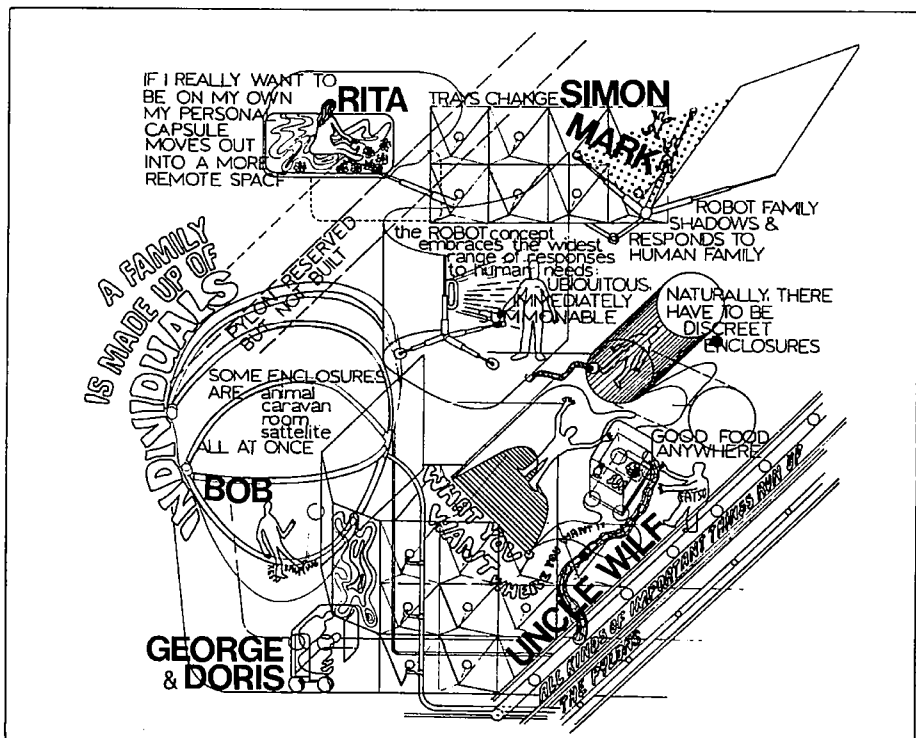 IF I REALLY WANT TO
BE ON MY OWN
MY PERSONA
CAPSULE
MOVES OUT
INTO A MORE
REMOTE SPACE
RITA
TRAYS CHANGE
SIMON
MARK
ROBOT FAMILY
SHADOWS &
RESPONDS TO
HUMAN FAMILY
A FAMILY
IS MADE UP OF
INDIVIDUALS
PYLONS RESERVED
BUT NOT BUILT
the ROBOT concept
embraces the widest
range of responses
to human needs:
UBIQUITOUS,
IMMEDIATELY
SUMMONABLE
NATURALLY, THERE
HAVE TO BE
DISCREET
ENCLOSURES
SOME ENCLOSURES
ARE animal
caravan
room
sattelite
ALL AT ONCE
BOB
GOOD FOOD
ANYWHERE
FATSO
WHAT YOU
WANT
WHERE YOU WANT IT
UNCLE WILF
GEORGE
& DORIS
ALL KINDS OF IMPORTANT THINGS RUN UP
THE PYLONS